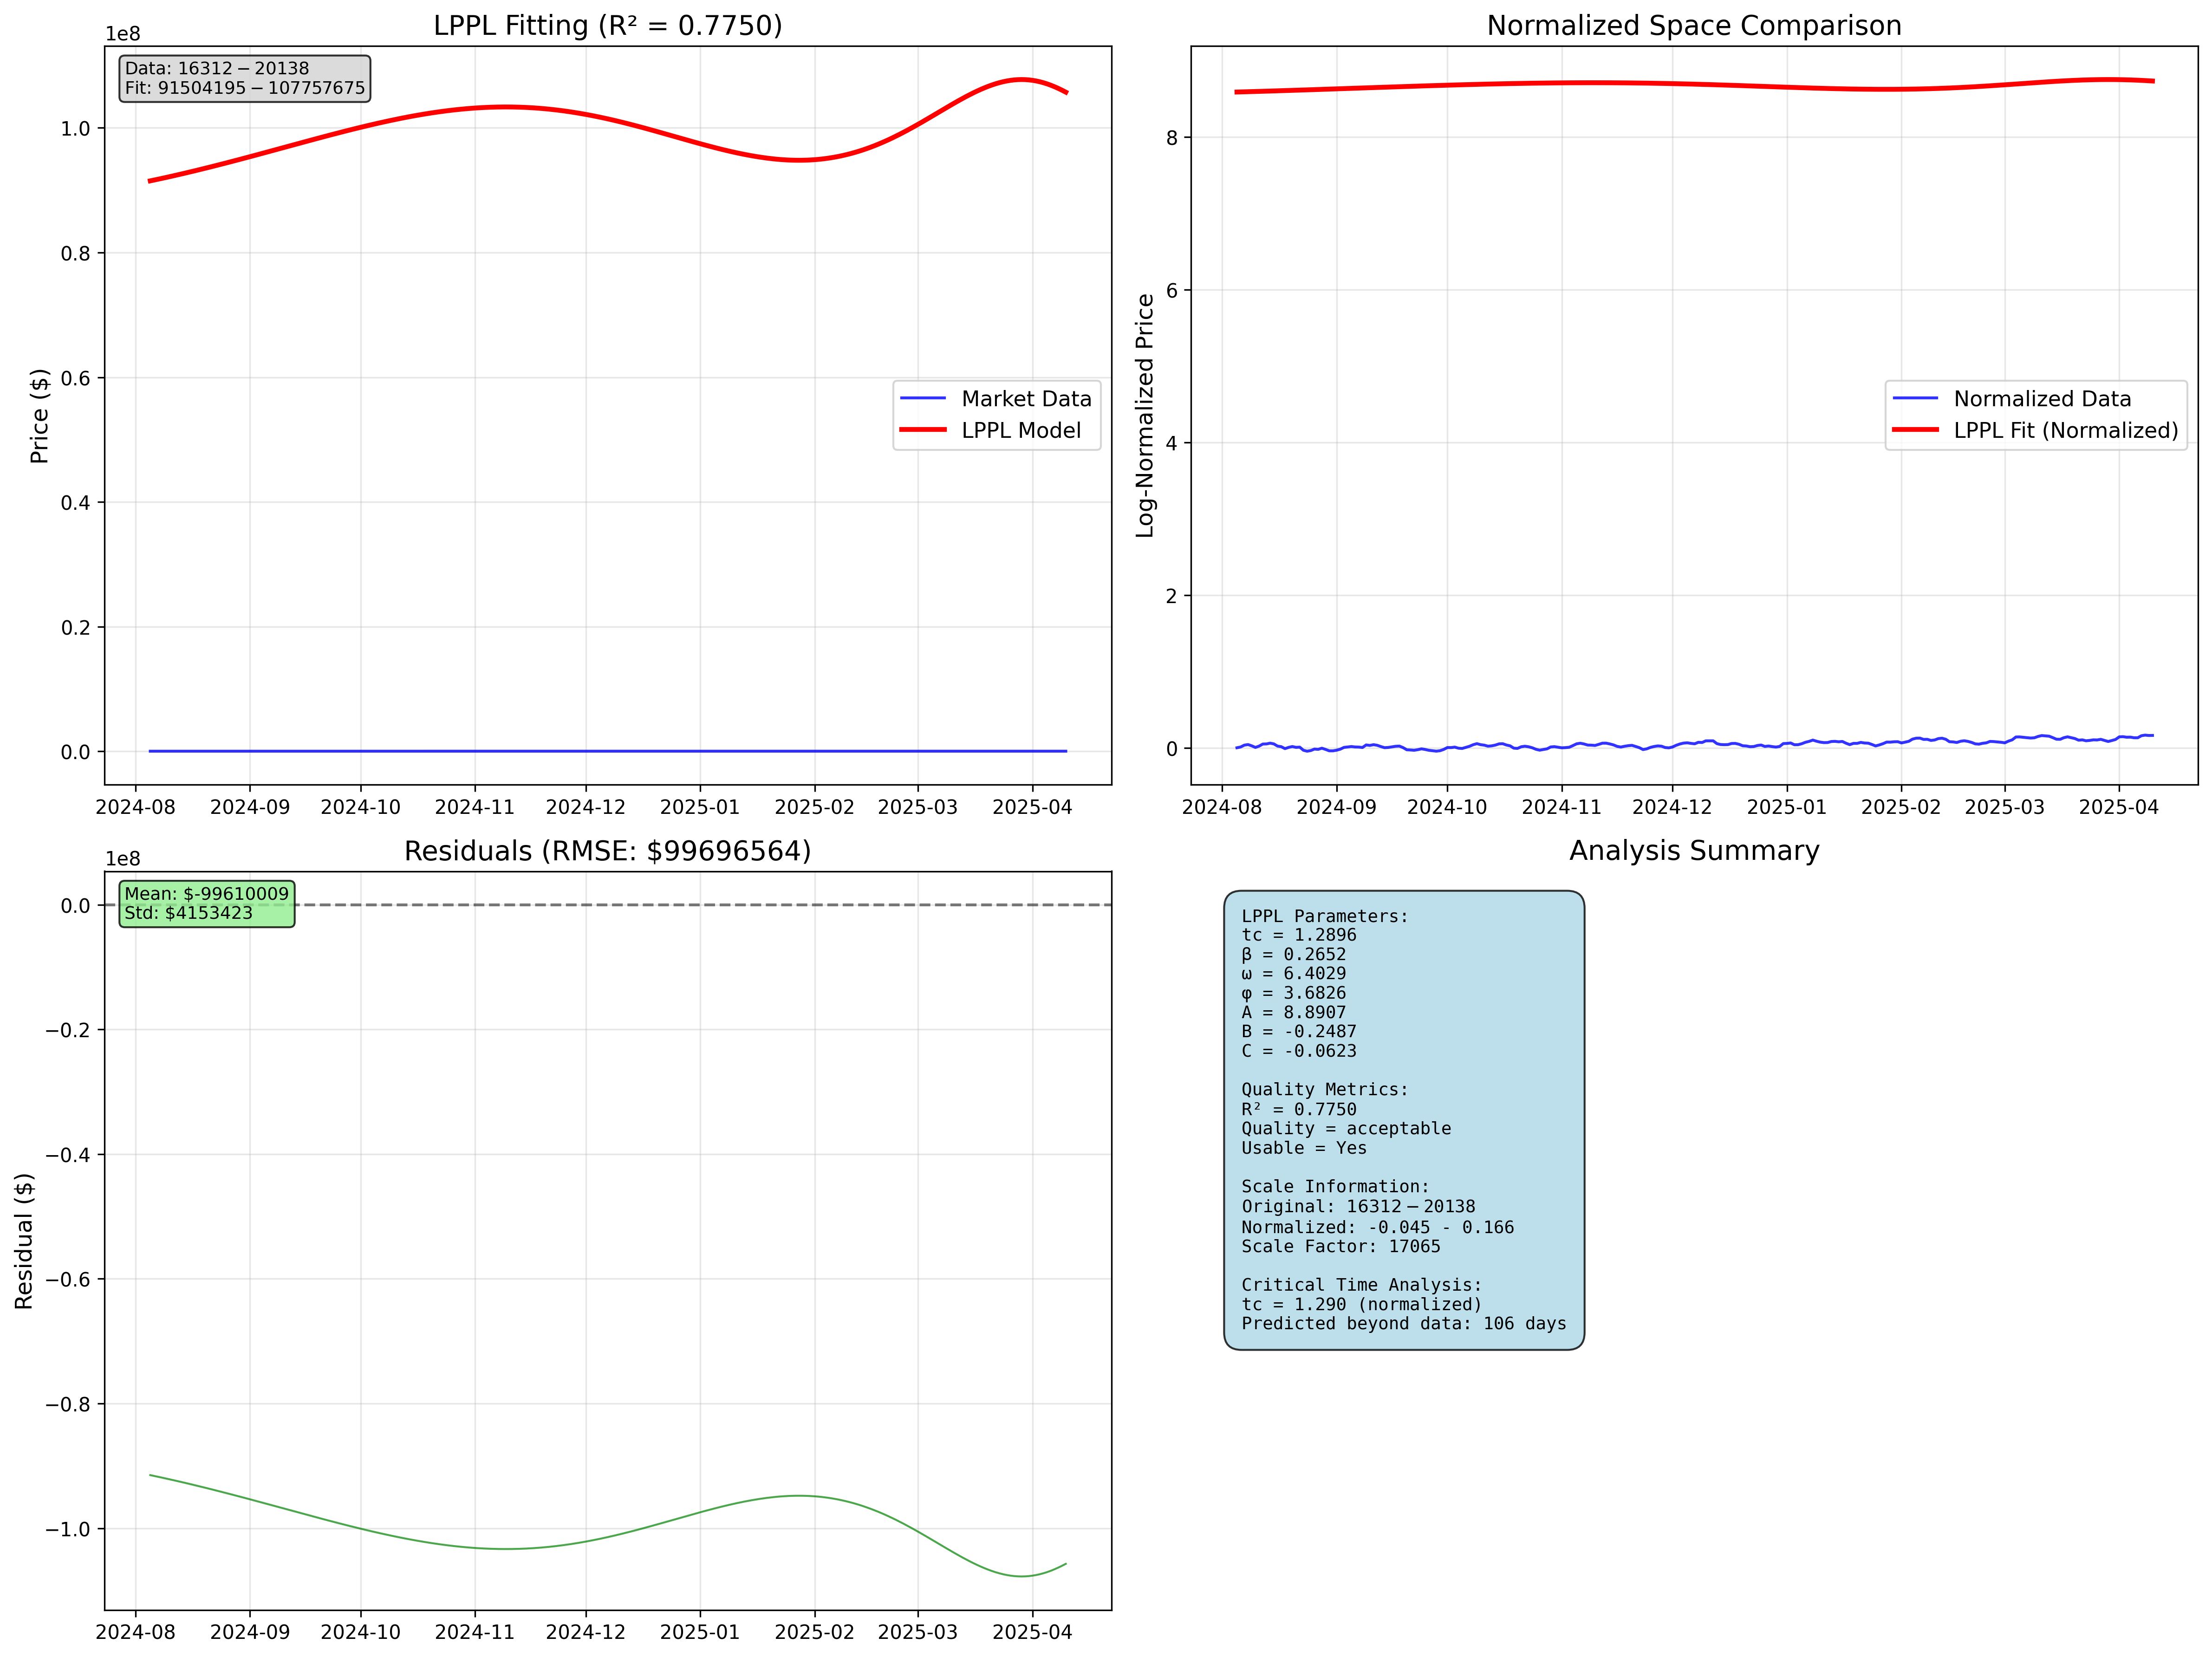 LPPL Fitting (R² = 0.7750)
1e8
Data: 16312 − 20138
Fit: 91504195 − 107757675
Price ($)
1.0
0.8
0.6
0.4
0.2
0.0
Market Data
LPPL Model
2024-08 2024-09 2024-10 2024-11 2024-12 2025-01 2025-02 2025-03 2025-04
Normalized Space Comparison
Log-Normalized Price
8
6
4
2
0
Normalized Data
LPPL Fit (Normalized)
2024-08 2024-09 2024-10 2024-11 2024-12 2025-01 2025-02 2025-03 2025-04
Residuals (RMSE: $99696564)
1e8
Mean: $-99610009
Std: $4153423
Residual ($)
0.0
−0.2
−0.4
−0.6
−0.8
−1.0
2024-08 2024-09 2024-10 2024-11 2024-12 2025-01 2025-02 2025-03 2025-04
Analysis Summary
LPPL Parameters:
tc = 1.2896
β = 0.2652
ω = 6.4029
φ = 3.6826
A = 8.8907
B = -0.2487
C = -0.0623
Quality Metrics:
R² = 0.7750
Quality = acceptable
Usable = Yes
Scale Information:
Original: 16312 − 20138
Normalized: -0.045 - 0.166
Scale Factor: 17065
Critical Time Analysis:
tc = 1.290 (normalized)
Predicted beyond data: 106 days